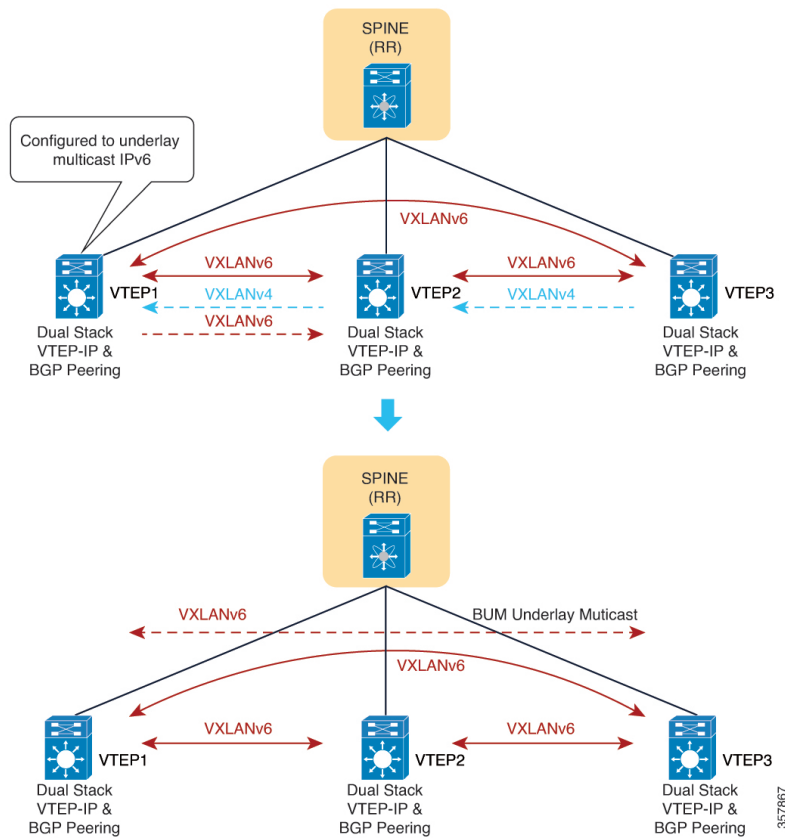 SPINE
(RR)
Configured to underlay
multicast IPv6
VXLANv6
VTEP1
VXLANv6
VTEP2
VXLANv6
VTEP3
VXLANv4
VXLANv4
VXLANv6
Dual Stack
VTEP-IP &
BGP Peering
Dual Stack
VTEP-IP &
BGP Peering
Dual Stack
VTEP-IP &
BGP Peering
SPINE
(RR)
VXLANv6
BUM Underlay Muticast
VXLANv6
VTEP1
VXLANv6
VTEP2
VXLANv6
VTEP3
Dual Stack
VTEP-IP &
BGP Peering
Dual Stack
VTEP-IP &
BGP Peering
Dual Stack
VTEP-IP &
BGP Peering
357867